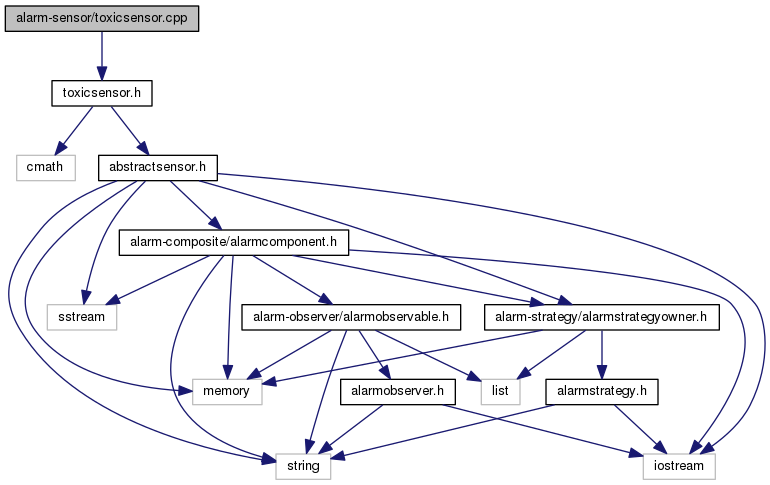 alarm-sensor/toxicsensor.cpp
toxicsensor.h
cmath
abstractsensor.h
alarm-composite/alarmcomponent.h
sstream
alarm-observer/alarmobservable.h
alarm-strategy/alarmstrategyowner.h
memory
alarmobserver.h
list
alarmstrategy.h
string
iostream